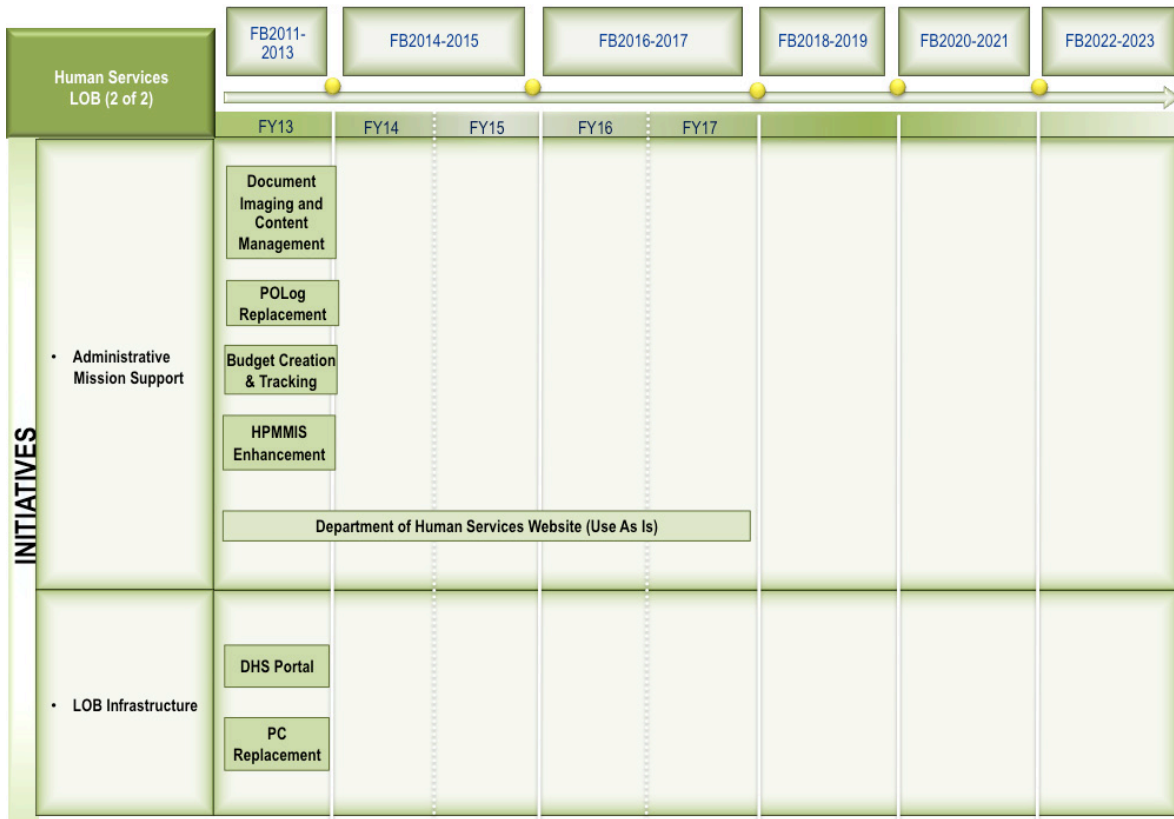 Human Services
LOB (2 of 2)
FB2011-
2013
FB2014-2015
FB2016-2017
FB2018-2019
FB2020-2021
FB2022-2023
FY13
FY14
FY15
FY16
FY17
INITIATIVES
• Administrative
Mission Support
Document
Imaging and
Content
Management
POLog
Replacement
Budget Creation
& Tracking
HPMMIS
Enhancement
Department of Human Services Website (Use As Is)
• LOB Infrastructure
DHS Portal
PC
Replacement